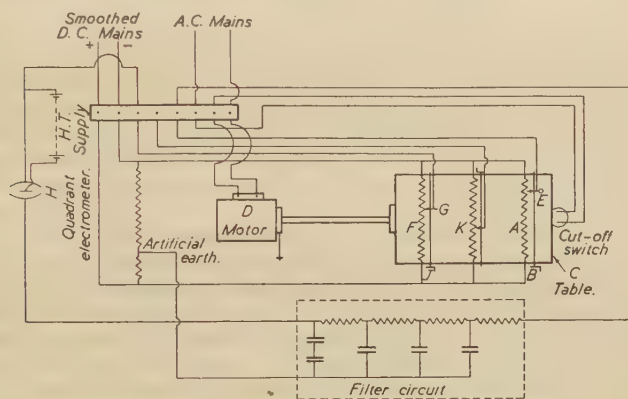 Smoothed
D. C. Mains
+
-
A.C. Mains
H.T.
Supply
H
Quadrant
electrometer.
Artificial
earth.
D
Motor
F
G
K
A
E
J
B
Cut-off
switch
C
Table.
Filter circuit